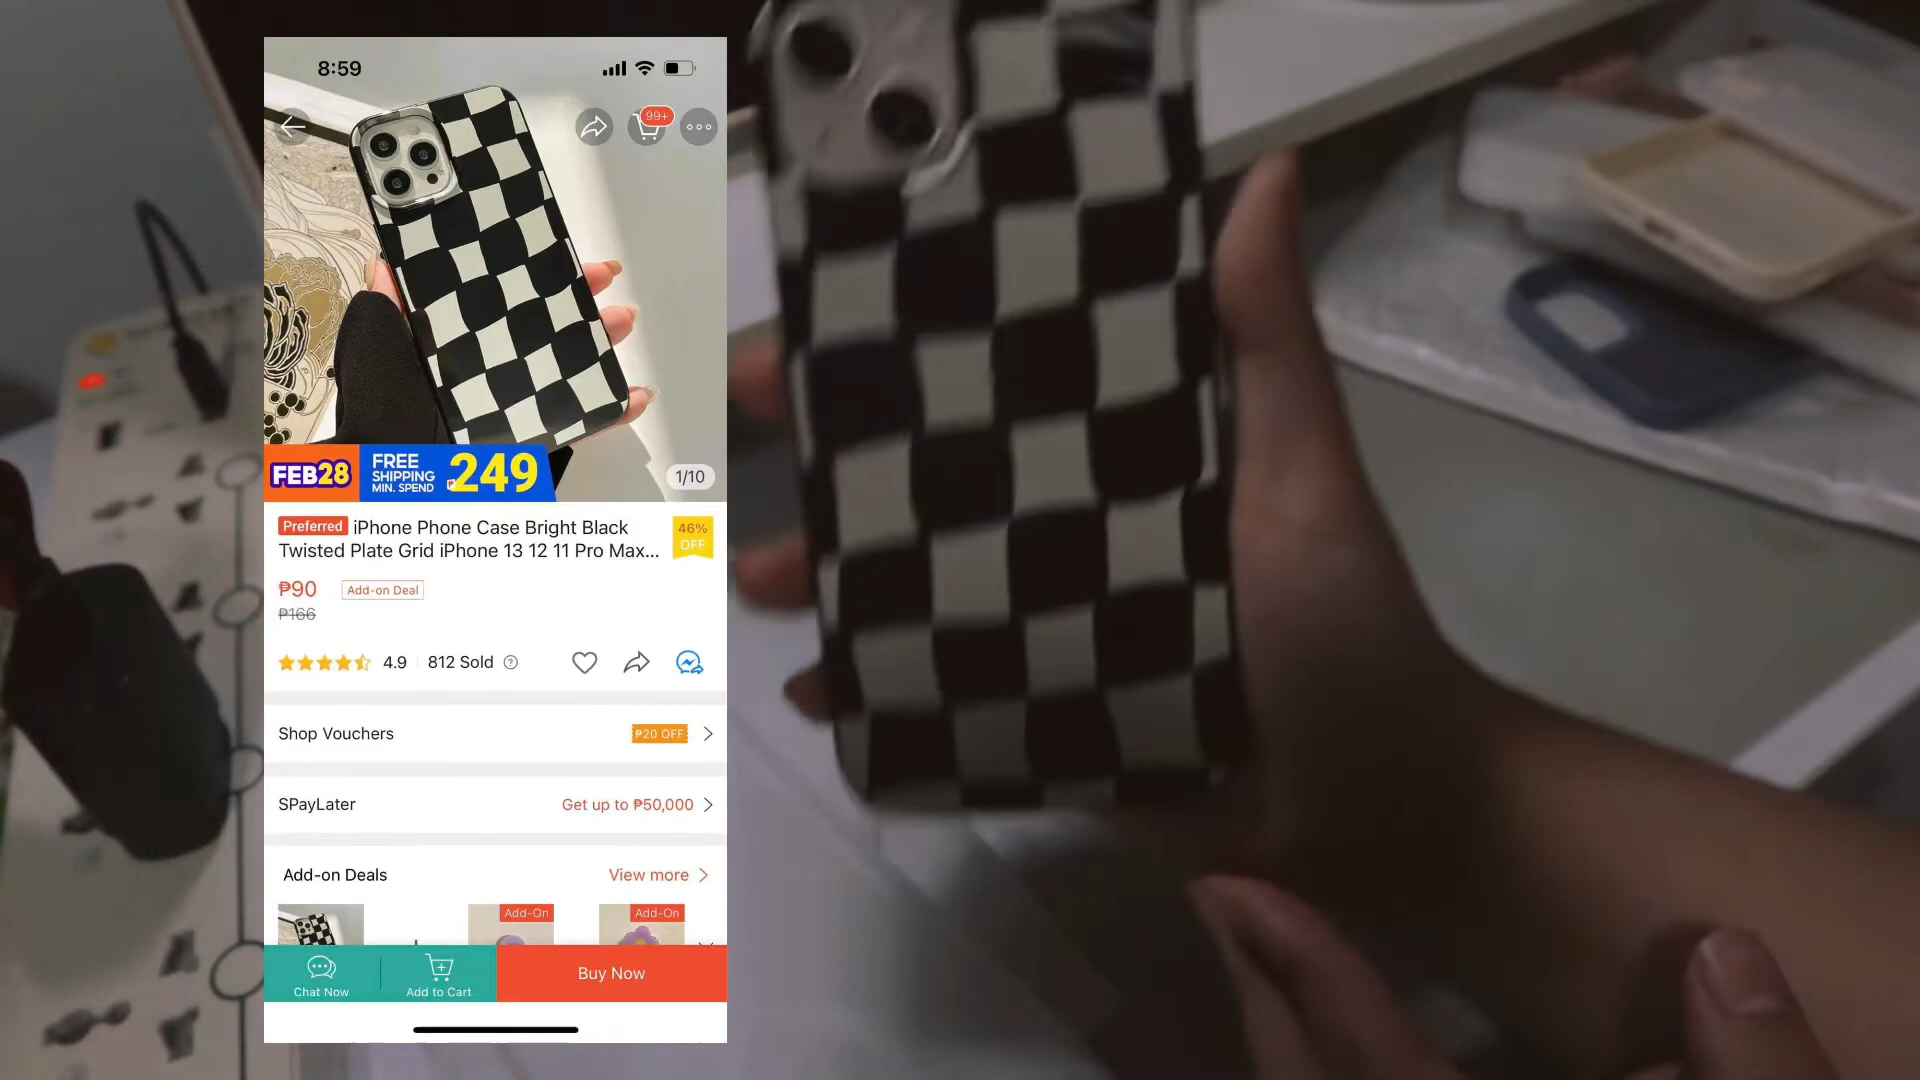 8:59
99+
FEB28
FREE
SHIPPING
MIN. SPEND
₱249
1/10
Preferred iPhone Phone Case Bright Black
Twisted Plate Grid iPhone 13 12 11 Pro Max...
46%
OFF
₱90
Add-on Deal
₱166
4.9
812 Sold
?
Shop Vouchers
₱20 OFF
SPayLater
Get up to ₱50,000
Add-on Deals
View more
Add-On
Add-On
Chat Now
Add to Cart
Buy Now